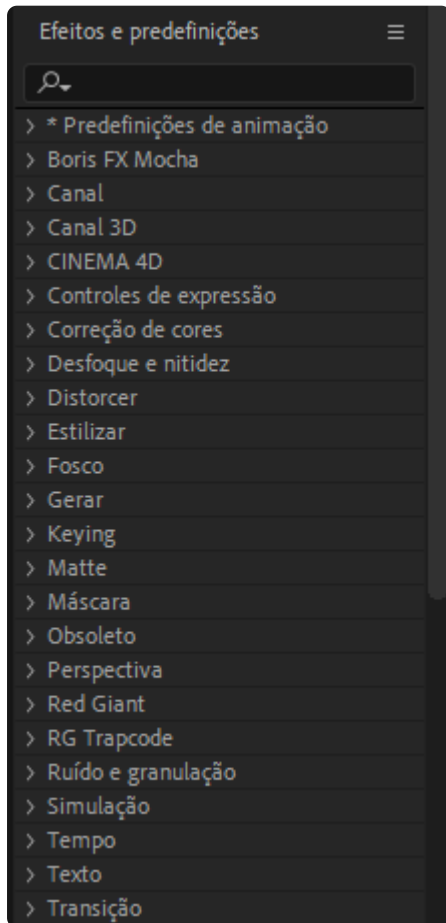 Efeitos e predefinições
* Predefinições de animação
Boris FX Mocha
Canal
Canal 3D
CINEMA 4D
Controles de expressão
Correção de cores
Desfoque e nitidez
Distorcer
Estilizar
Fosco
Gerar
Keying
Matte
Máscara
Obsoleto
Perspectiva
Red Giant
RG Trapcode
Ruído e granulação
Simulação
Tempo
Texto
Transição